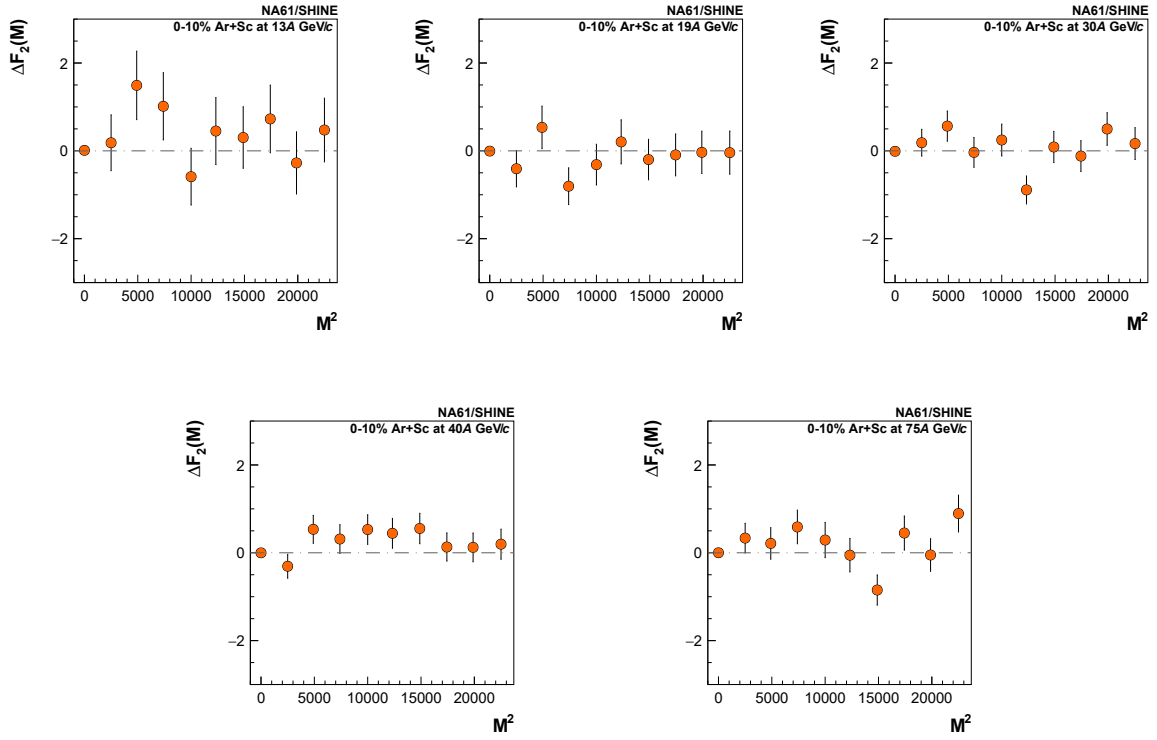 NA61/SHINE
0-10% Ar+Sc at 13A GeV/c
ΔF₂(M)
2
0
−2
0 5000 10000 15000 20000
M²
NA61/SHINE
0-10% Ar+Sc at 19A GeV/c
ΔF₂(M)
2
0
−2
0 5000 10000 15000 20000
M²
NA61/SHINE
0-10% Ar+Sc at 30A GeV/c
ΔF₂(M)
2
0
−2
0 5000 10000 15000 20000
M²
NA61/SHINE
0-10% Ar+Sc at 40A GeV/c
ΔF₂(M)
2
0
−2
0 5000 10000 15000 20000
M²
NA61/SHINE
0-10% Ar+Sc at 75A GeV/c
ΔF₂(M)
2
0
−2
0 5000 10000 15000 20000
M²